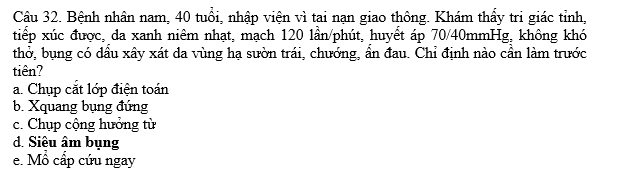 Câu 32. Bệnh nhân nam, 40 tuổi, nhập viện vì tai nạn giao thông. Khám thấy tri giác tỉnh,
tiếp xúc được, da xanh niêm nhạt, mạch 120 lần/phút, huyết áp 70/40mmHg, không khó
thở, bụng có dấu xây xát da vùng hạ sườn trái, chướng, ấn đau. Chỉ định nào cần làm trước
tiên?
a. Chụp cắt lớp điện toán
b. Xquang bụng đứng
c. Chụp cộng hưởng từ
d. Siêu âm bụng
e. Mổ cấp cứu ngay